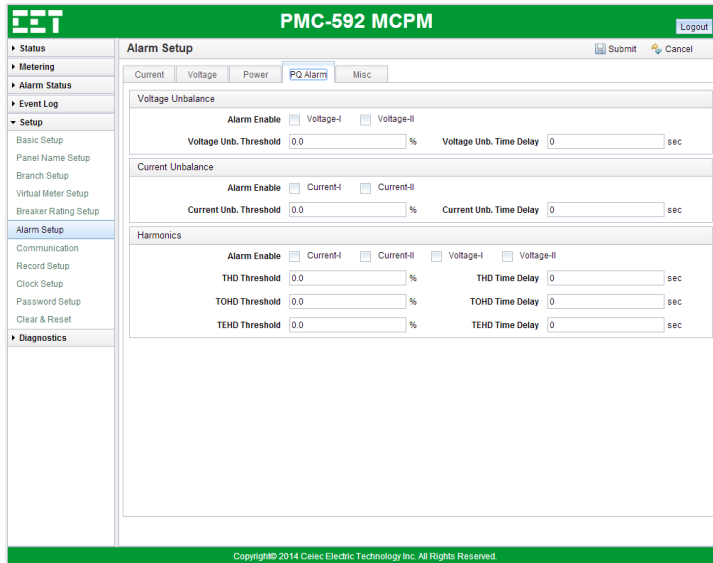 CET PMC-592 MCPM
Logout
Status
Metering
Alarm Status
Event Log
Setup
Basic Setup
Panel Name Setup
Branch Setup
Virtual Meter Setup
Breaker Rating Setup
Alarm Setup
Communication
Record Setup
Clock Setup
Password Setup
Clear & Reset
Diagnostics
Alarm Setup Submit Cancel
Current Voltage Power PQ Alarm Misc
Voltage Unbalance
Alarm Enable Voltage-I Voltage-II
Voltage Unb. Threshold 0.0 % Voltage Unb. Time Delay 0 sec
Current Unbalance
Alarm Enable Current-I Current-II
Current Unb. Threshold 0.0 % Current Unb. Time Delay 0 sec
Harmonics
Alarm Enable Current-I Current-II Voltage-I Voltage-II
THD Threshold 0.0 % THD Time Delay 0 sec
TOHD Threshold 0.0 % TOHD Time Delay 0 sec
TEHD Threshold 0.0 % TEHD Time Delay 0 sec
Copyright© 2014 Ceiec Electric Technology Inc. All Rights Reserved.